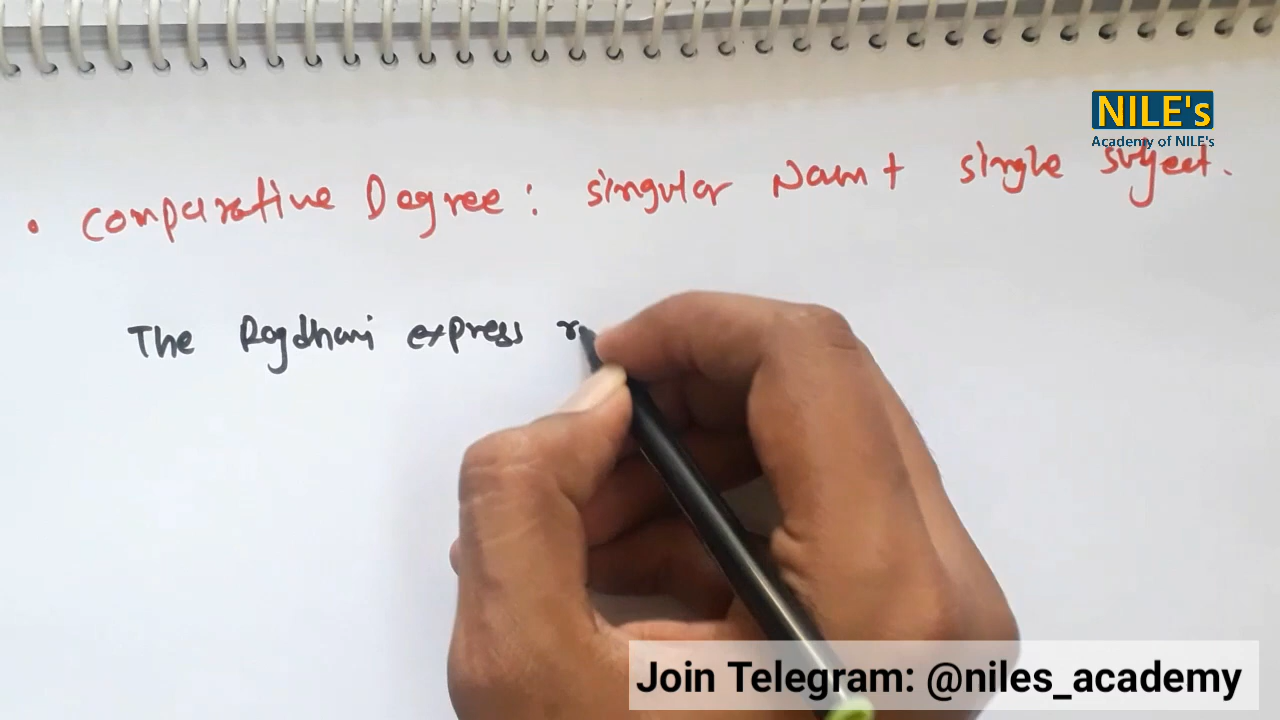 NILE's
Academy of NILE's
• Comparative Degree: singular Noun + single subject.
The Rajdhani express r
Join Telegram: @niles_academy